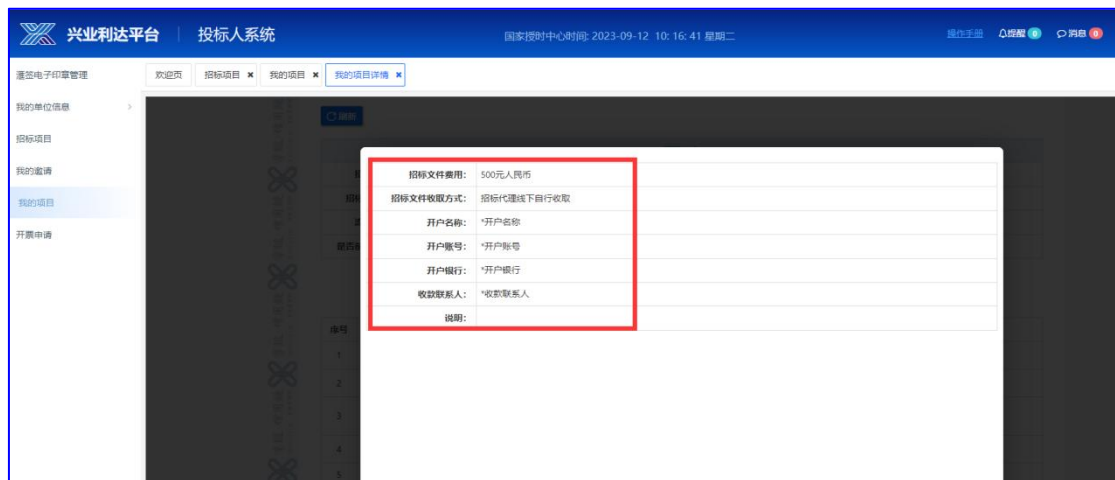 兴业利达平台 投标人系统 国家授时中心时间: 2023-09-12 10: 16: 41 星期二 操作手册 提醒 0 消息 0
滙签电子印章管理 欢迎页 招标项目 × 我的项目 × 我的项目详情 ×
我的单位信息
招标项目
我的邀请
我的项目
开票申请
刷新
招标文件费用: 500元人民币
招标文件收取方式: 招标代理线下自行收取
开户名称: *开户名称
开户账号: *开户账号
开户银行: *开户银行
收款联系人: *收款联系人
说明:
序号
1
2
3
4
5